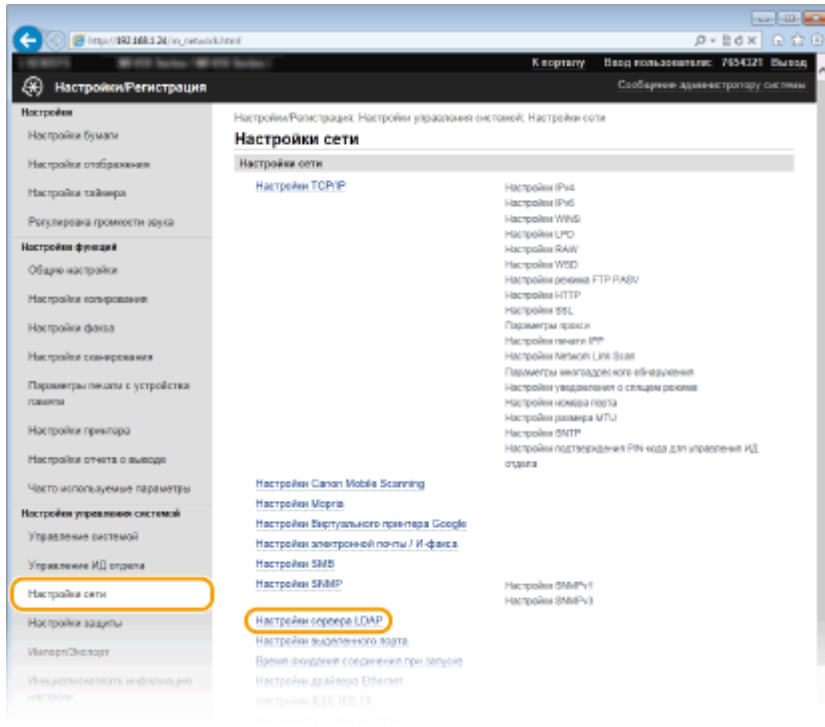 http://192.168.1.24/m_network.html
К порталу
Ввод пользователя: 7654321
Выход
Настройки/Регистрация
Сообщение администратору системы
Настройки
Настройки бумаги
Настройки отображения
Настройки таймера
Регулировка громкости звука
Настройки функций
Общие настройки
Настройки копирования
Настройки факса
Настройки сканирования
Параметры печати с устройства
памяти
Настройки принтера
Настройки отчета о выводе
Часто используемые параметры
Настройки управления системой
Управление системой
Управление ИД отдела
Настройки сети
Настройки защиты
Импорт/Экспорт
Инициализировать информацию
настроек
Настройки/Регистрация: Настройки управления системой: Настройки сети
Настройки сети
Настройки сети
Настройки TCP/IP
Настройки IPv4
Настройки IPv6
Настройки WINS
Настройки LPD
Настройки RAW
Настройки WSD
Настройки режима FTP PASV
Настройки HTTP
Настройки SSL
Параметры прокси
Настройки печати IPP
Настройки Network Link Scan
Параметры многоадресного обнаружения
Настройки уведомления о спящем режиме
Настройки номера порта
Настройки размера MTU
Настройки SNTP
Настройки подтверждения PIN-кода для управления ИД
отдела
Настройки Canon Mobile Scanning
Настройки Mopria
Настройки Виртуального принтера Google
Настройки электронной почты / И-факса
Настройки SMB
Настройки SNMP
Настройки SNMPv1
Настройки SNMPv3
Настройки сервера LDAP
Настройки выделенного порта
Время ожидания соединения при запуске
Настройки драйвера Ethernet
Настройки IEEE 802.1X